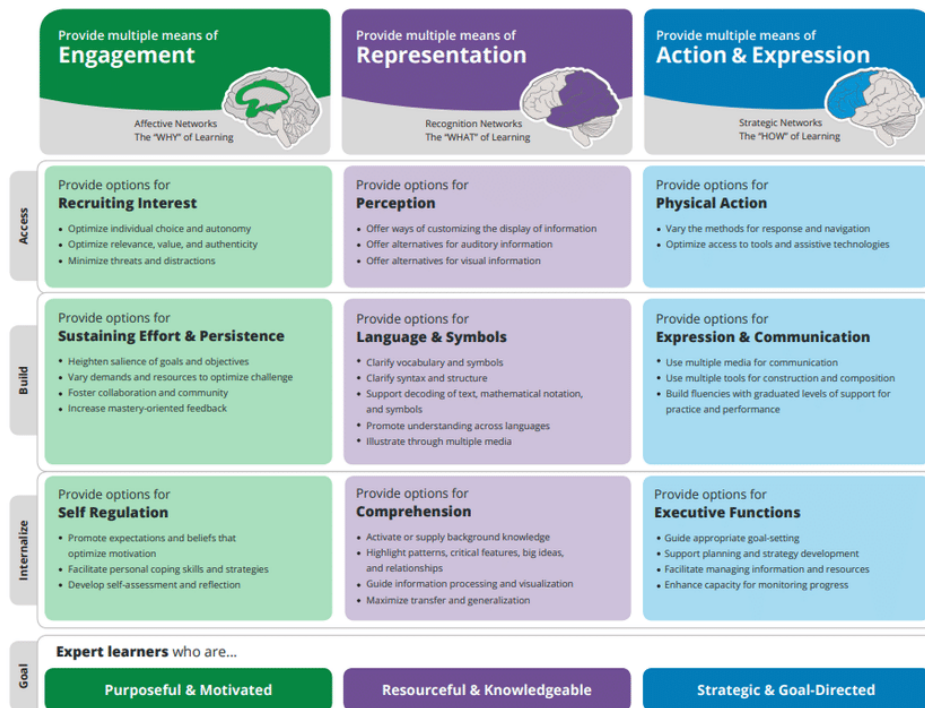 Provide multiple means of
Engagement
Affective Networks
The "WHY" of Learning
Provide multiple means of
Representation
Recognition Networks
The "WHAT" of Learning
Provide multiple means of
Action & Expression
Strategic Networks
The "HOW" of Learning
Access
Provide options for
Recruiting Interest
• Optimize individual choice and autonomy
• Optimize relevance, value, and authenticity
• Minimize threats and distractions
Provide options for
Perception
• Offer ways of customizing the display of information
• Offer alternatives for auditory information
• Offer alternatives for visual information
Provide options for
Physical Action
• Vary the methods for response and navigation
• Optimize access to tools and assistive technologies
Build
Provide options for
Sustaining Effort & Persistence
• Heighten salience of goals and objectives
• Vary demands and resources to optimize challenge
• Foster collaboration and community
• Increase mastery-oriented feedback
Provide options for
Language & Symbols
• Clarify vocabulary and symbols
• Clarify syntax and structure
• Support decoding of text, mathematical notation,
and symbols
• Promote understanding across languages
• Illustrate through multiple media
Provide options for
Expression & Communication
• Use multiple media for communication
• Use multiple tools for construction and composition
• Build fluencies with graduated levels of support for
practice and performance
Internalize
Provide options for
Self Regulation
• Promote expectations and beliefs that
optimize motivation
• Facilitate personal coping skills and strategies
• Develop self-assessment and reflection
Provide options for
Comprehension
• Activate or supply background knowledge
• Highlight patterns, critical features, big ideas,
and relationships
• Guide information processing and visualization
• Maximize transfer and generalization
Provide options for
Executive Functions
• Guide appropriate goal-setting
• Support planning and strategy development
• Facilitate managing information and resources
• Enhance capacity for monitoring progress
Goal
Expert learners who are...
Purposeful & Motivated
Resourceful & Knowledgeable
Strategic & Goal-Directed